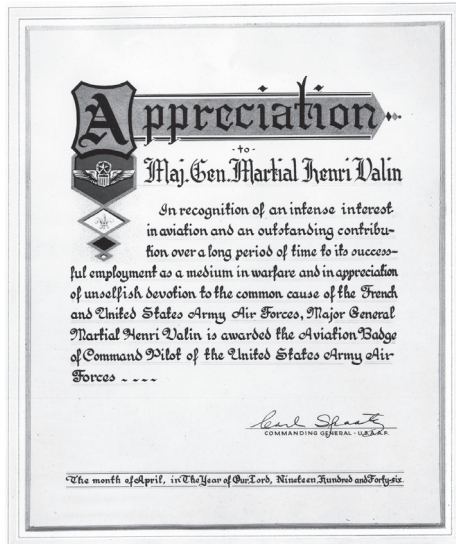 Appreciation
-to-
Maj. Gen. Martial Henri Valin
In recognition of an intense interest
in aviation and an outstanding contribu-
tion over a long period of time to its success-
ful employment as a medium in warfare and in appreciation
of unselfish devotion to the common cause of the French
and United States Army Air Forces, Major General
Martial Henri Valin is awarded the Aviation Badge
of Command Pilot of the United States Army Air
Forces - - - -
Carl Spaatz
COMMANDING GENERAL - U.S.A.A.F.
The month of April, in The Year of Our Lord, Nineteen Hundred and Forty-six.